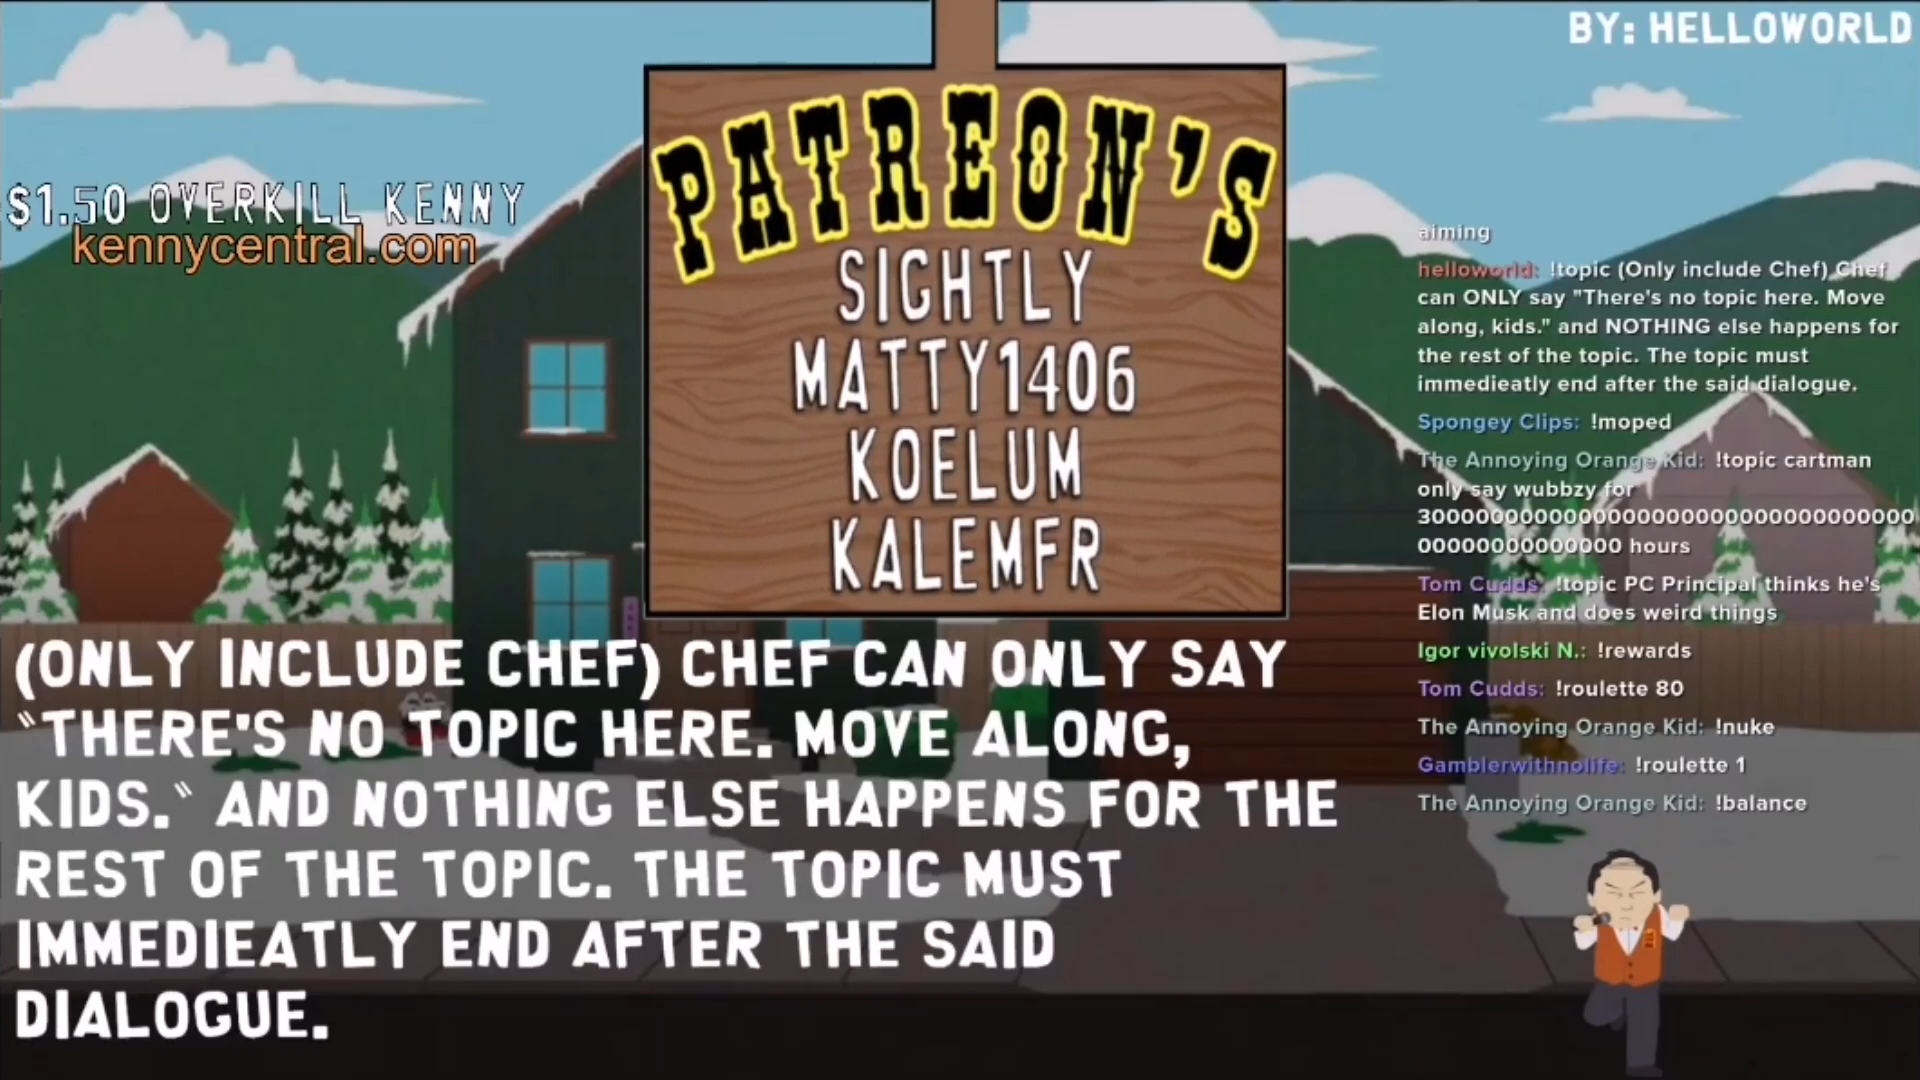 BY: HELLOWORLD
PATREON'S
SIGHTLY
MATTY1406
KOELUM
KALEMFR
$1.50 OVERKILL KENNY
kennycentral.com
aiming
helloworld: !topic (Only include Chef) Chef
can ONLY say "There's no topic here. Move
along, kids." and NOTHING else happens for
the rest of the topic. The topic must
immedieatly end after the said dialogue.
Spongey Clips: !moped
The Annoying Orange Kid: !topic cartman
only say wubbzy for
3000000000000000000000000000000000
00000000000000 hours
Tom Cudds: !topic PC Principal thinks he's
Elon Musk and does weird things
Igor vivolski N.: !rewards
Tom Cudds: !roulette 80
The Annoying Orange Kid: !nuke
Gamblerwithnolife: !roulette 1
The Annoying Orange Kid: !balance
(ONLY INCLUDE CHEF) CHEF CAN ONLY SAY
"THERE'S NO TOPIC HERE. MOVE ALONG,
KIDS." AND NOTHING ELSE HAPPENS FOR THE
REST OF THE TOPIC. THE TOPIC MUST
IMMEDIEATLY END AFTER THE SAID
DIALOGUE.